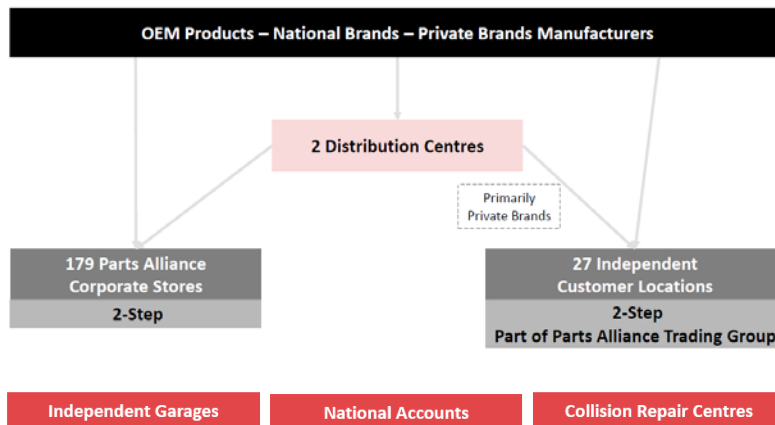 OEM Products – National Brands – Private Brands Manufacturers
2 Distribution Centres
Primarily
Private Brands
179 Parts Alliance
Corporate Stores
2-Step
27 Independent
Customer Locations
2-Step
Part of Parts Alliance Trading Group
Independent Garages
National Accounts
Collision Repair Centres